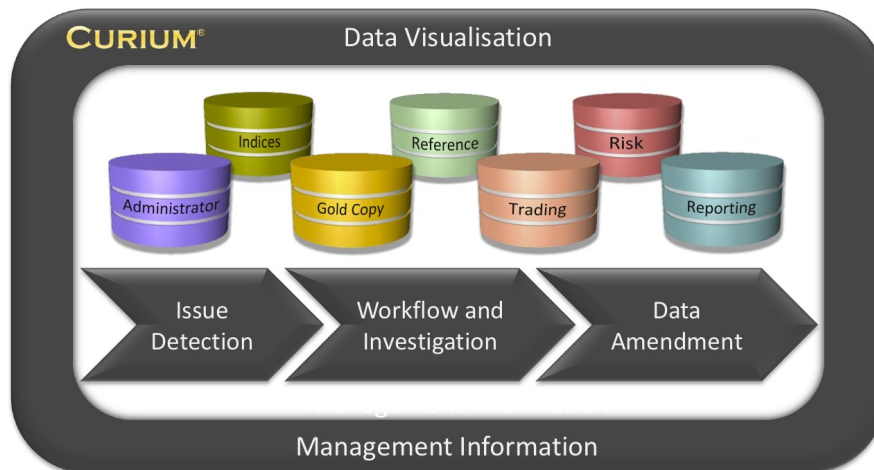 CURIUM®
Data Visualisation
Indices
Reference
Risk
Administrator
Gold Copy
Trading
Reporting
Issue
Detection
Workflow and
Investigation
Data
Amendment
Management Information